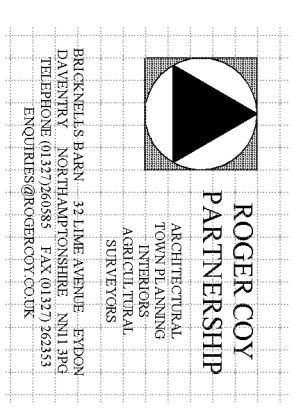 ROGER COY
PARTNERSHIP
ARCHITECTURAL
TOWN PLANNING
INTERIORS
AGRICULTURAL
SURVEYORS
BRICKNELLS BARN 32 LIME AVENUE EYDON
DAVENTRY NORTHAMPTONSHIRE NN11 3PG
TELEPHONE (01327)260585 FAX (01327) 262353
ENQUIRIES@ROGERCOY.CO.UK